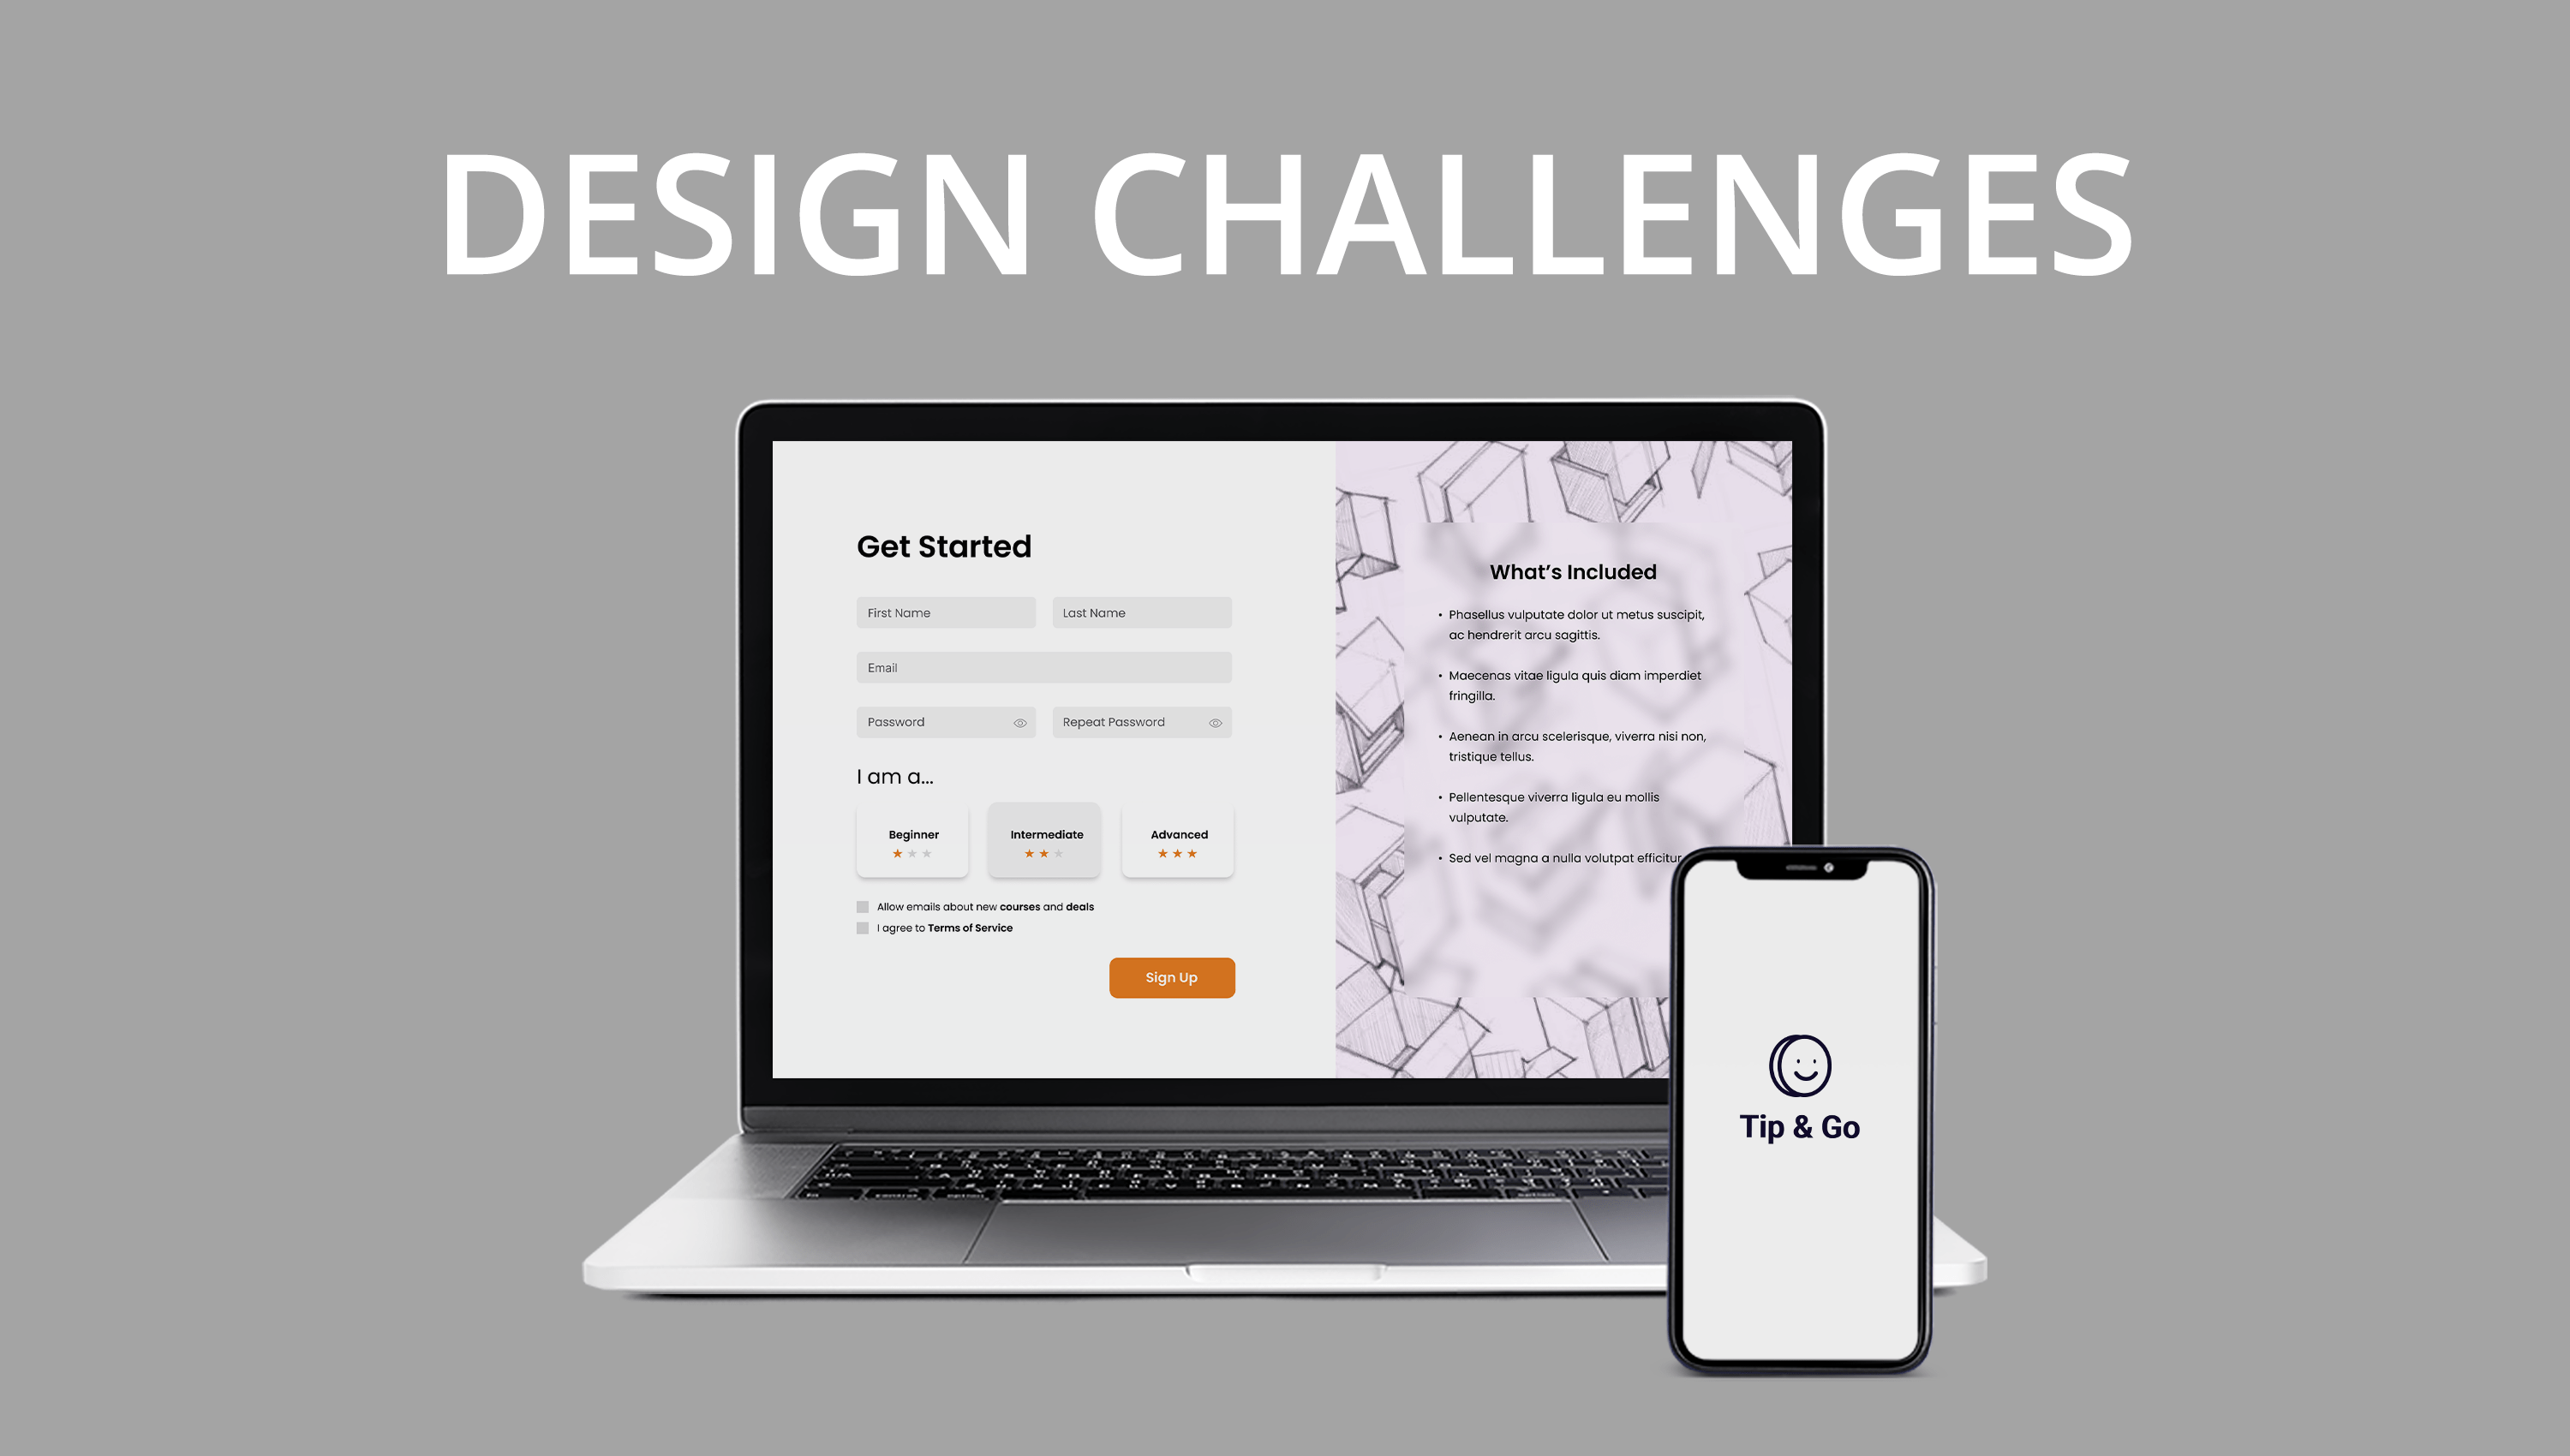 DESIGN CHALLENGES
Get Started
First Name
Last Name
Email
Password
Repeat Password
I am a...
Beginner
Intermediate
Advanced
Allow emails about new courses and deals
I agree to Terms of Service
Sign Up
What’s Included
• Phasellus vulputate dolor ut metus suscipit,
ac hendrerit arcu sagittis.
• Maecenas vitae ligula quis diam imperdiet
fringilla.
• Aenean in arcu scelerisque, viverra nisi non,
tristique tellus.
• Pellentesque viverra ligula eu mollis
vulputate.
• Sed vel magna a nulla volutpat efficitur
Tip & Go